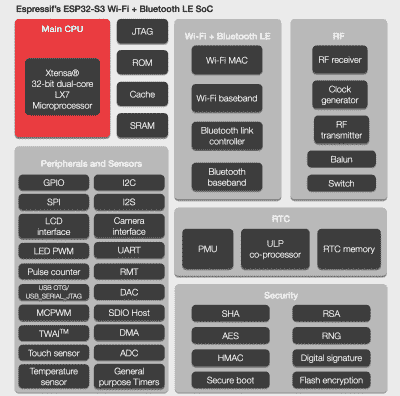 Espressif's ESP32-S3 Wi-Fi + Bluetooth LE SoC
Main CPU
Xtensa®
32-bit dual-core
LX7
Microprocessor
JTAG
ROM
Cache
SRAM
Wi-Fi + Bluetooth LE
Wi-Fi MAC
Wi-Fi baseband
Bluetooth link
controller
Bluetooth
baseband
RF
RF receiver
Clock
generator
RF
transmitter
Balun
Switch
Peripherals and Sensors
GPIO
I2C
SPI
I2S
LCD
interface
Camera
interface
LED PWM
UART
Pulse counter
RMT
USB OTG/
USB_SERIAL_JTAG
DAC
MCPWM
SDIO Host
TWAI™
DMA
Touch sensor
ADC
Temperature
sensor
General
purpose Timers
RTC
PMU
ULP
co-processor
RTC memory
Security
SHA
RSA
AES
RNG
HMAC
Digital signature
Secure boot
Flash encryption